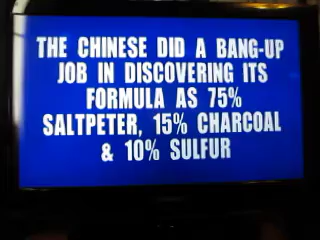 THE CHINESE DID A BANG-UP
JOB IN DISCOVERING ITS
FORMULA AS 75%
SALTPETER, 15% CHARCOAL
& 10% SULFUR